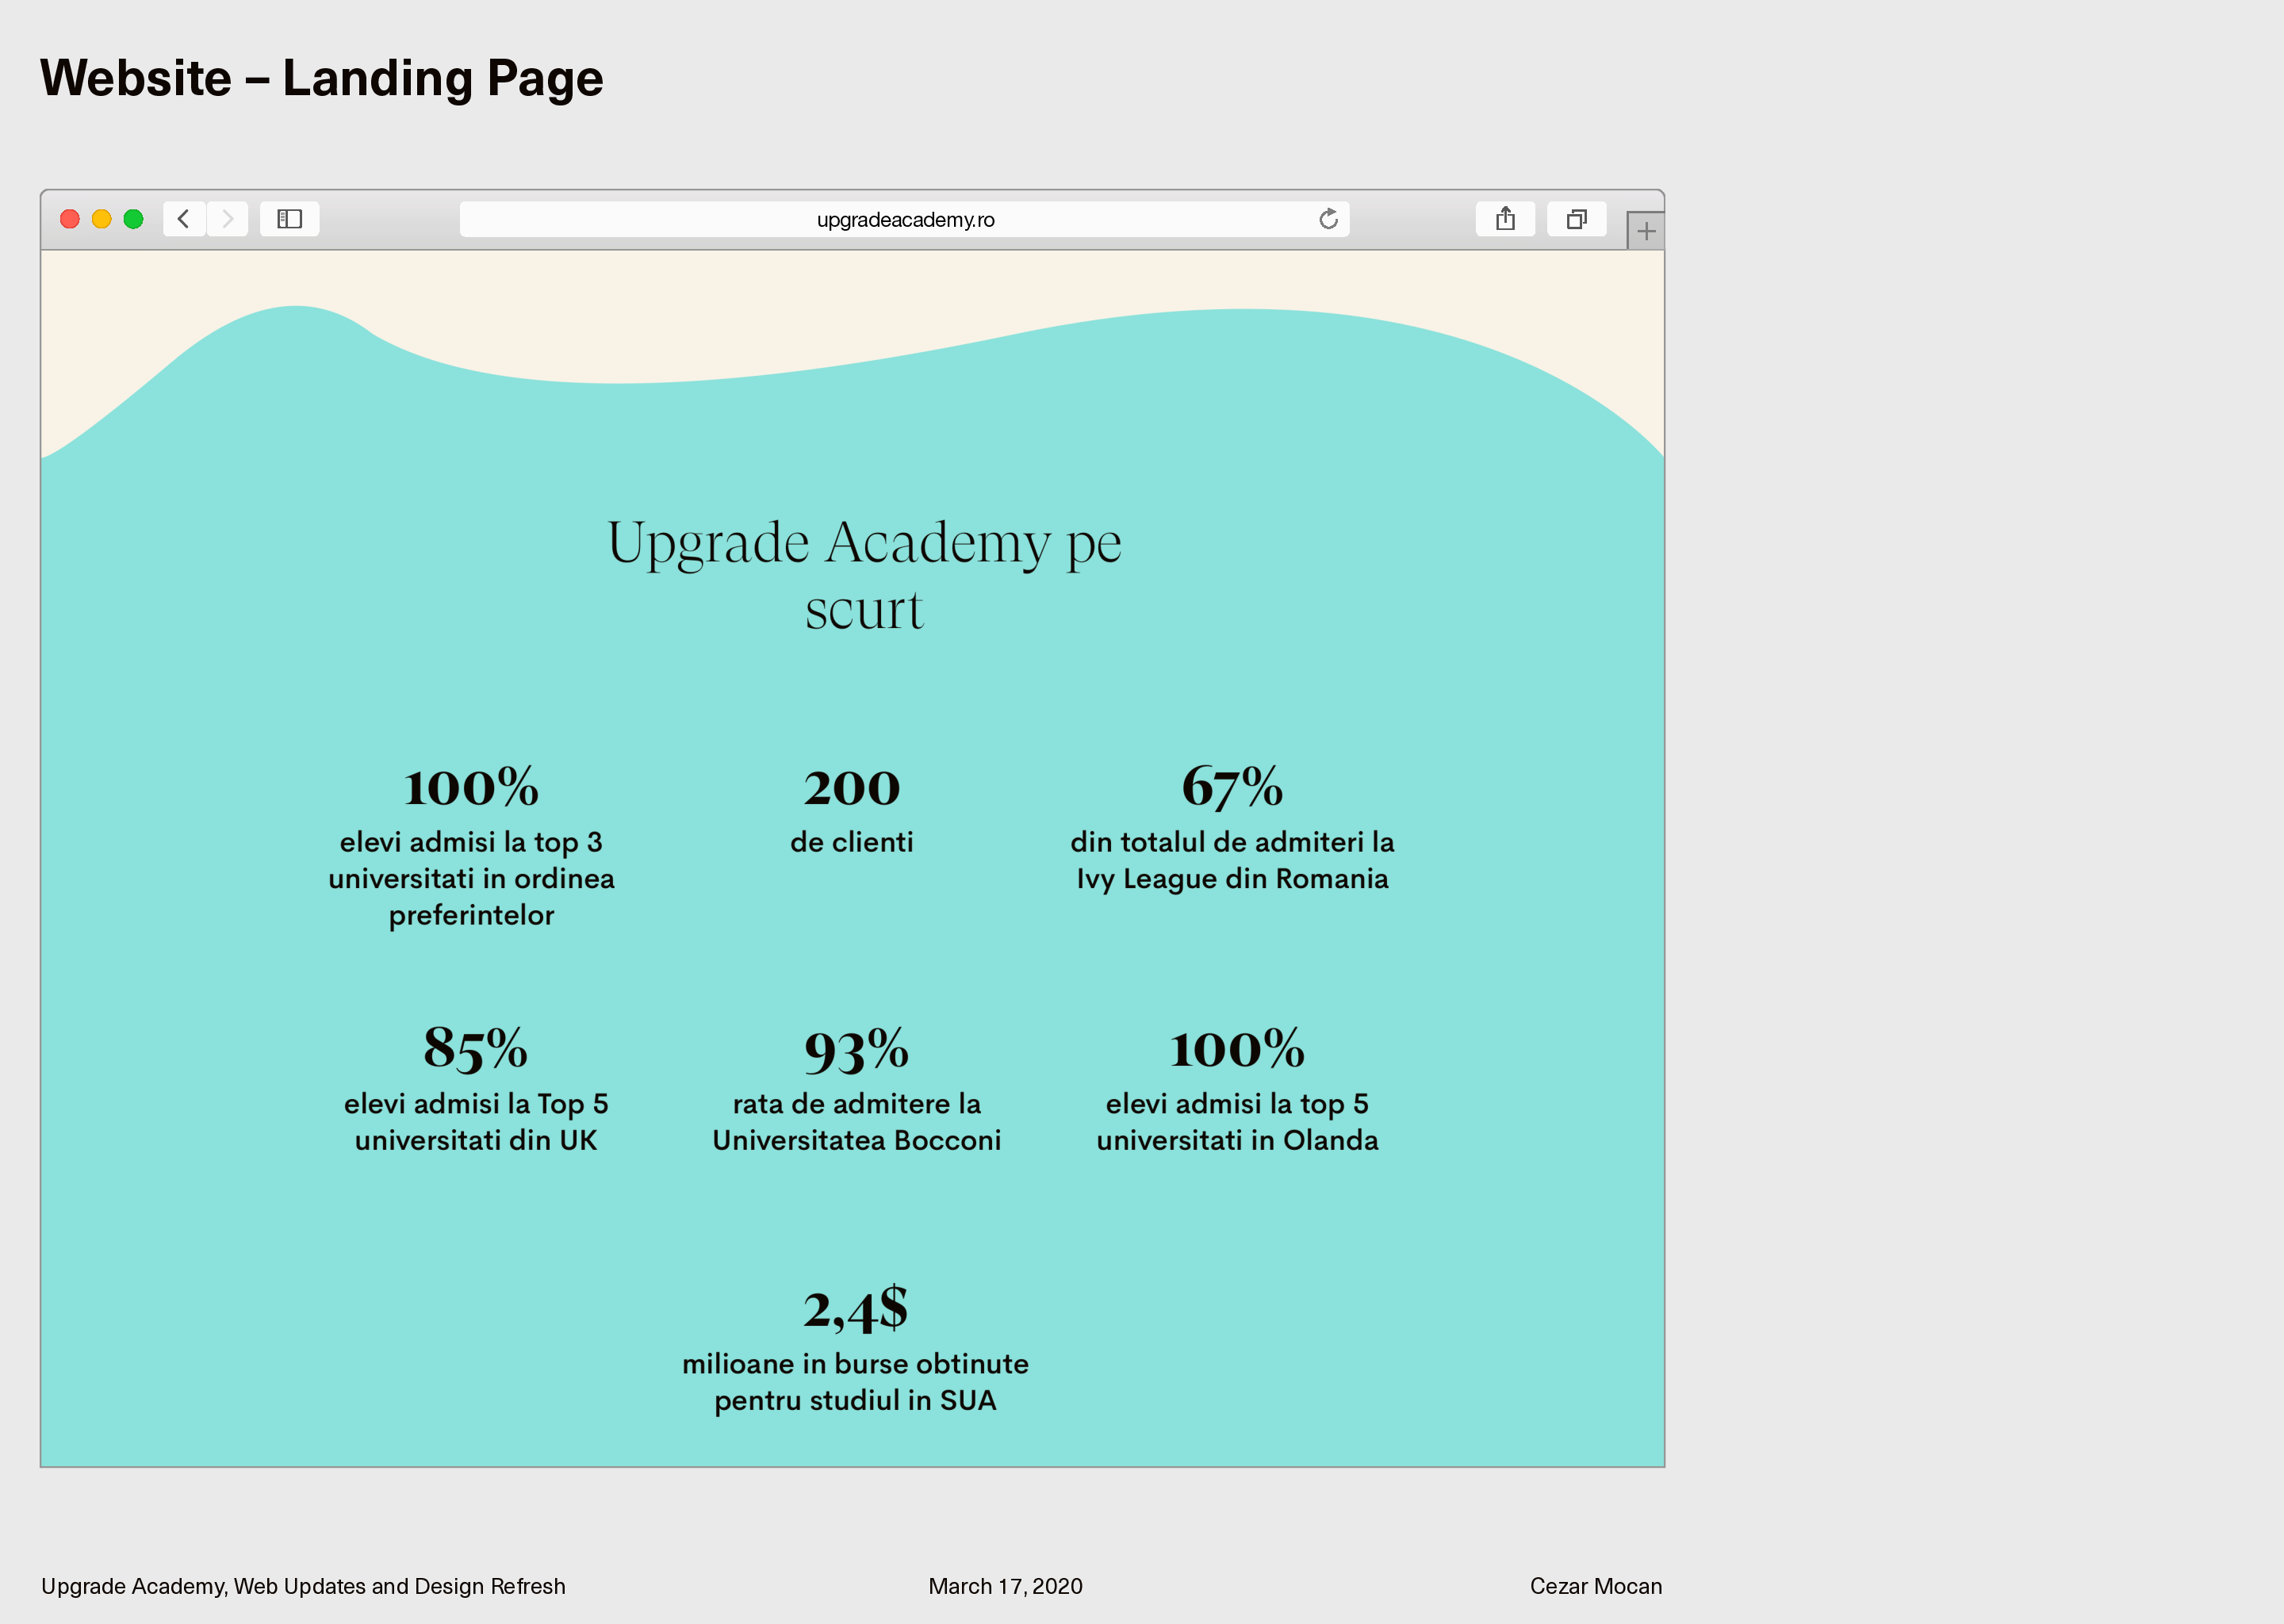 Website – Landing Page
upgradeacademy.ro
Upgrade Academy pe
scurt
100%
elevi admisi la top 3
universitati in ordinea
preferintelor
200
de clienti
67%
din totalul de admiteri la
Ivy League din Romania
85%
elevi admisi la Top 5
universitati din UK
93%
rata de admitere la
Universitatea Bocconi
100%
elevi admisi la top 5
universitati in Olanda
2,4$
milioane in burse obtinute
pentru studiul in SUA
Upgrade Academy, Web Updates and Design Refresh
March 17, 2020
Cezar Mocan